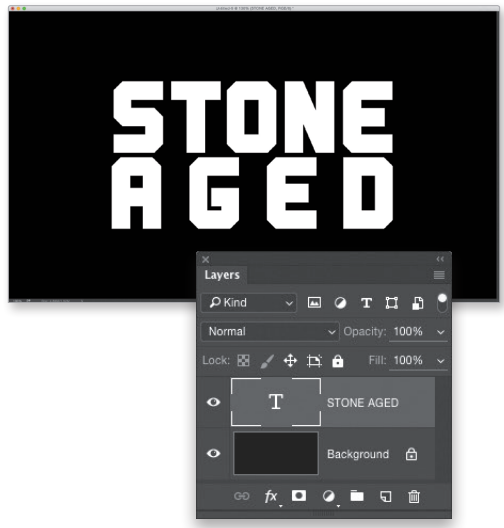 STONE
AGED
Layers
Kind
Normal Opacity: 100%
Lock: Fill: 100%
T STONE AGED
Background
fx